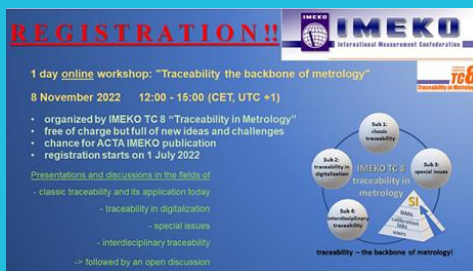 REGISTRATION!!
IMEKO
International Measurement Confederation
TC8
Traceability in Metrology
1 day online workshop: "Traceability the backbone of metrology"
8 November 2022 12:00 - 15:00 (CET, UTC +1)
• organized by IMEKO TC 8 "Traceability in Metrology"
• free of charge but full of new ideas and challenges
• chance for ACTA IMEKO publication
• registration starts on 1 July 2022
Presentations and discussions in the fields of
- classic traceability and its application today
- traceability in digitalization
- special issues
- interdisciplinary traceability
-> followed by an open discussion
Sub 1:
classic
traceability
Sub 2:
traceability in
digitalisation
Sub 3:
special issues
IMEKO TC 8
traceability in
metrology
Sub 4:
interdisciplinary
traceability
SI
NMIs
calibration
labs
users
traceability – the backbone of metrology!